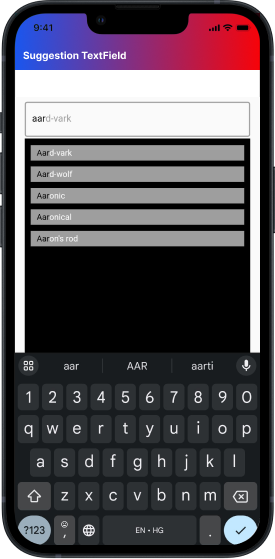 9:41
Suggestion TextField
aard-vark
Aard-vark
Aard-wolf
Aaronic
Aaronical
Aaron's rod
aar AAR aarti
1 2 3 4 5 6 7 8 9 0
q w e r t y u i o p
a s d f g h j k l
z x c v b n m
?123 , EN • HG .